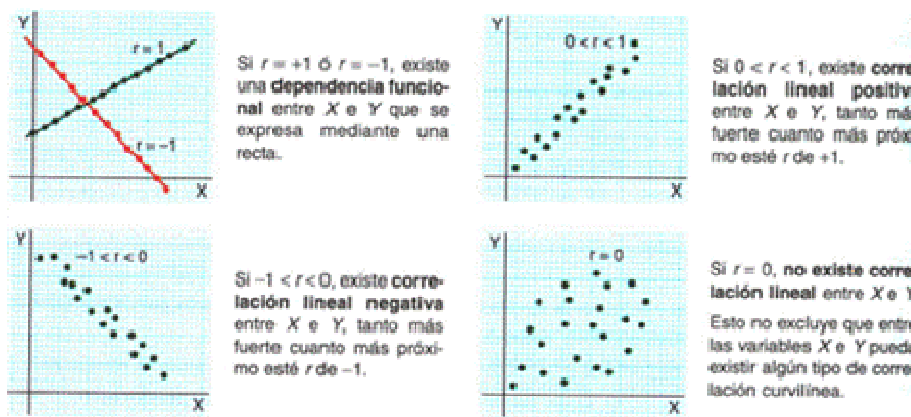 Y
r = 1
r = −1
X
Si r = +1 ó r = −1, existe
una dependencia funcio-
nal entre X e Y que se
expresa mediante una
recta.
Y
0 < r < 1
X
Si 0 < r < 1, existe corre
lación lineal positiv
entre X e Y, tanto má
fuerte cuanto más próxi
mo esté r de +1.
Y
−1 < r < 0
X
Si −1 < r < 0, existe corre-
lación lineal negativa
entre X e Y, tanto más
fuerte cuanto más próxi-
mo esté r de −1.
Y
r = 0
X
Si r = 0, no existe corre
lación lineal entre X e Y
Esto no excluye que entre
las variables X e Y pueda
existir algún tipo de corre
lación curvilínea.